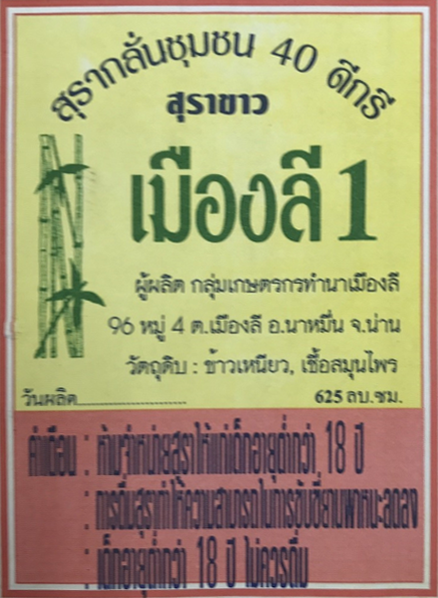 สุรากลั่นชุมชน 40 ดีกรี
สุราขาว
เมืองลี 1
ผู้ผลิต กลุ่มเกษตรกรทำนาเมืองลี
96 หมู่ 4 ต.เมืองลี อ.นาหมื่น จ.น่าน
วัตถุดิบ : ข้าวเหนียว, เชื้อสมุนไพร
วันผลิต........................... 625 ลบ.ซม.
คำเตือน : ห้ามจำหน่ายสุราให้แก่เด็กอายุต่ำกว่า 18 ปี
: การดื่มสุราทำให้ความสามารถในการขับขี่ยานพาหนะลดลง
: เด็กอายุต่ำกว่า 18 ปี ไม่ควรดื่ม